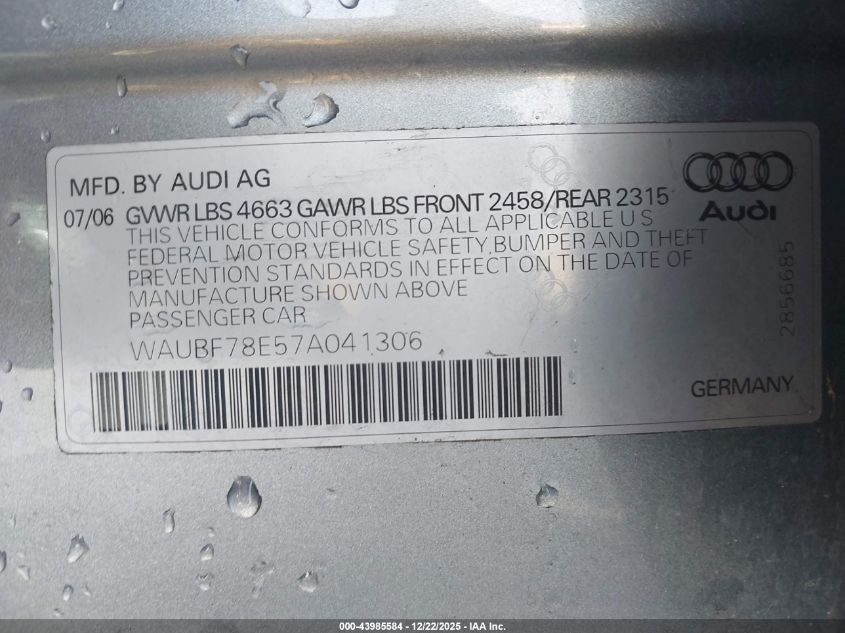 MFD. BY AUDI AG
07/06 GVWR LBS 4663 GAWR LBS FRONT 2458/REAR 2315
THIS VEHICLE CONFORMS TO ALL APPLICABLE U S
FEDERAL MOTOR VEHICLE SAFETY, BUMPER AND THEFT
PREVENTION STANDARDS IN EFFECT ON THE DATE OF
MANUFACTURE SHOWN ABOVE
PASSENGER CAR
WAUBF78E57A041306
Audi
2856685
GERMANY
000-43985584 - 12/22/2025 - IAA Inc.